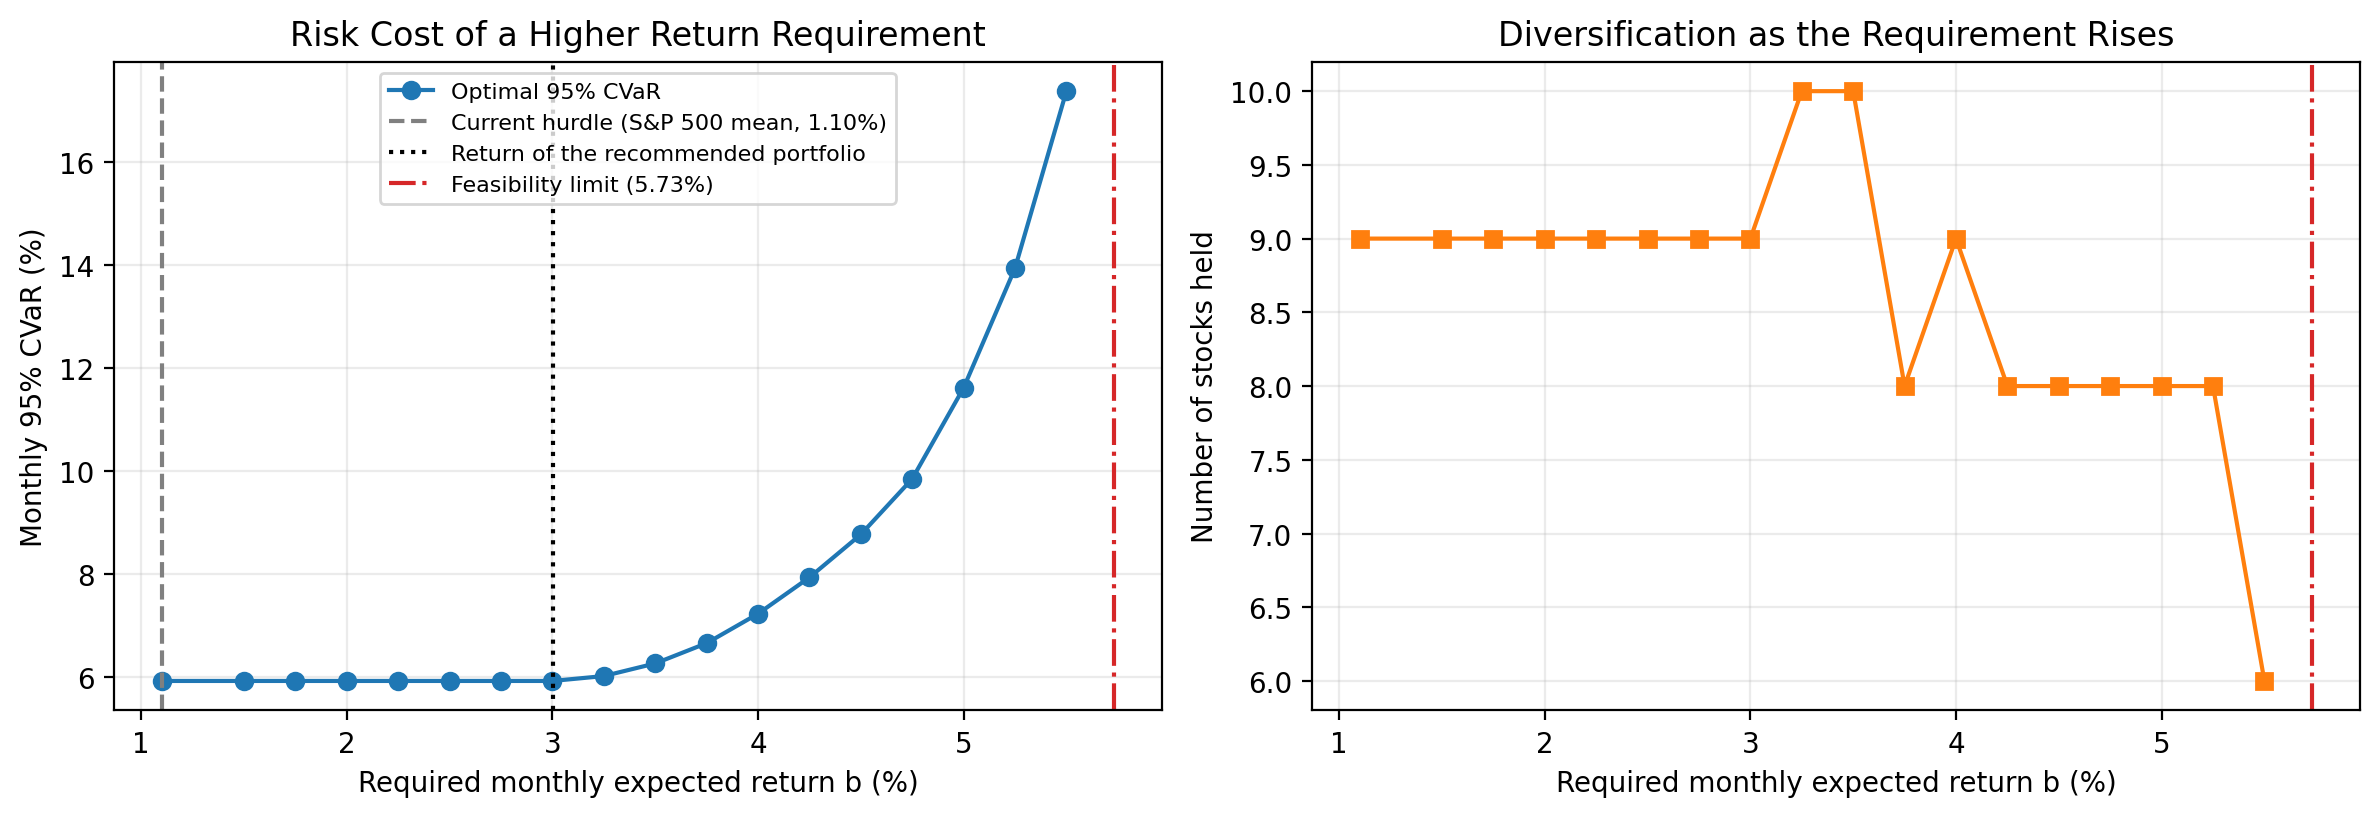 Risk Cost of a Higher Return Requirement
Optimal 95% CVaR
Current hurdle (S&P 500 mean, 1.10%)
Return of the recommended portfolio
Feasibility limit (5.73%)
Monthly 95% CVaR (%)
16
14
12
10
8
6
1 2 3 4 5
Required monthly expected return b (%)
Diversification as the Requirement Rises
Number of stocks held
10.0
9.5
9.0
8.5
8.0
7.5
7.0
6.5
6.0
1 2 3 4 5
Required monthly expected return b (%)